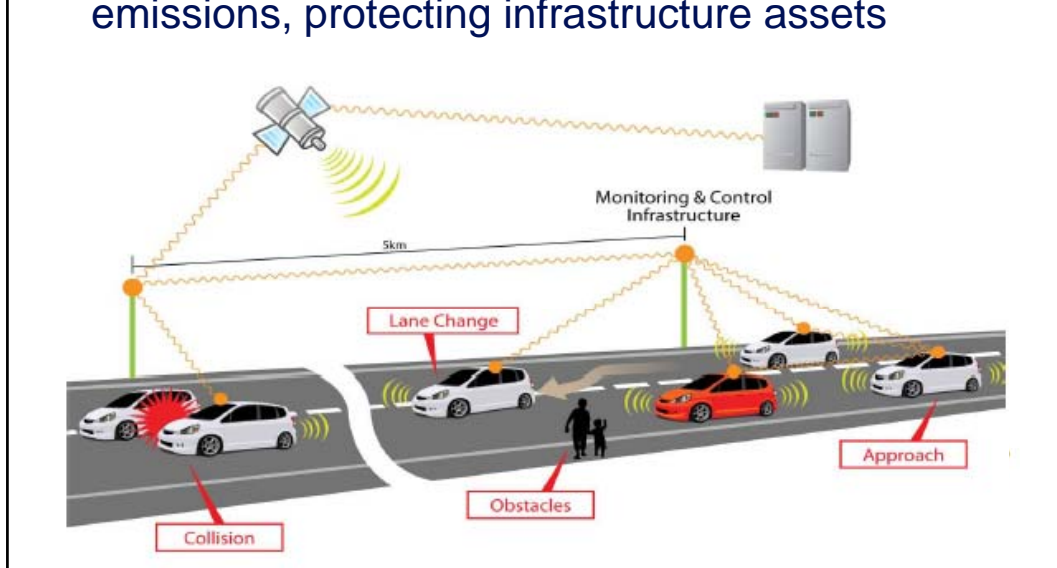 emissions, protecting infrastructure assets
Monitoring & Control
Infrastructure
5km
Lane Change
Approach
Obstacles
Collision